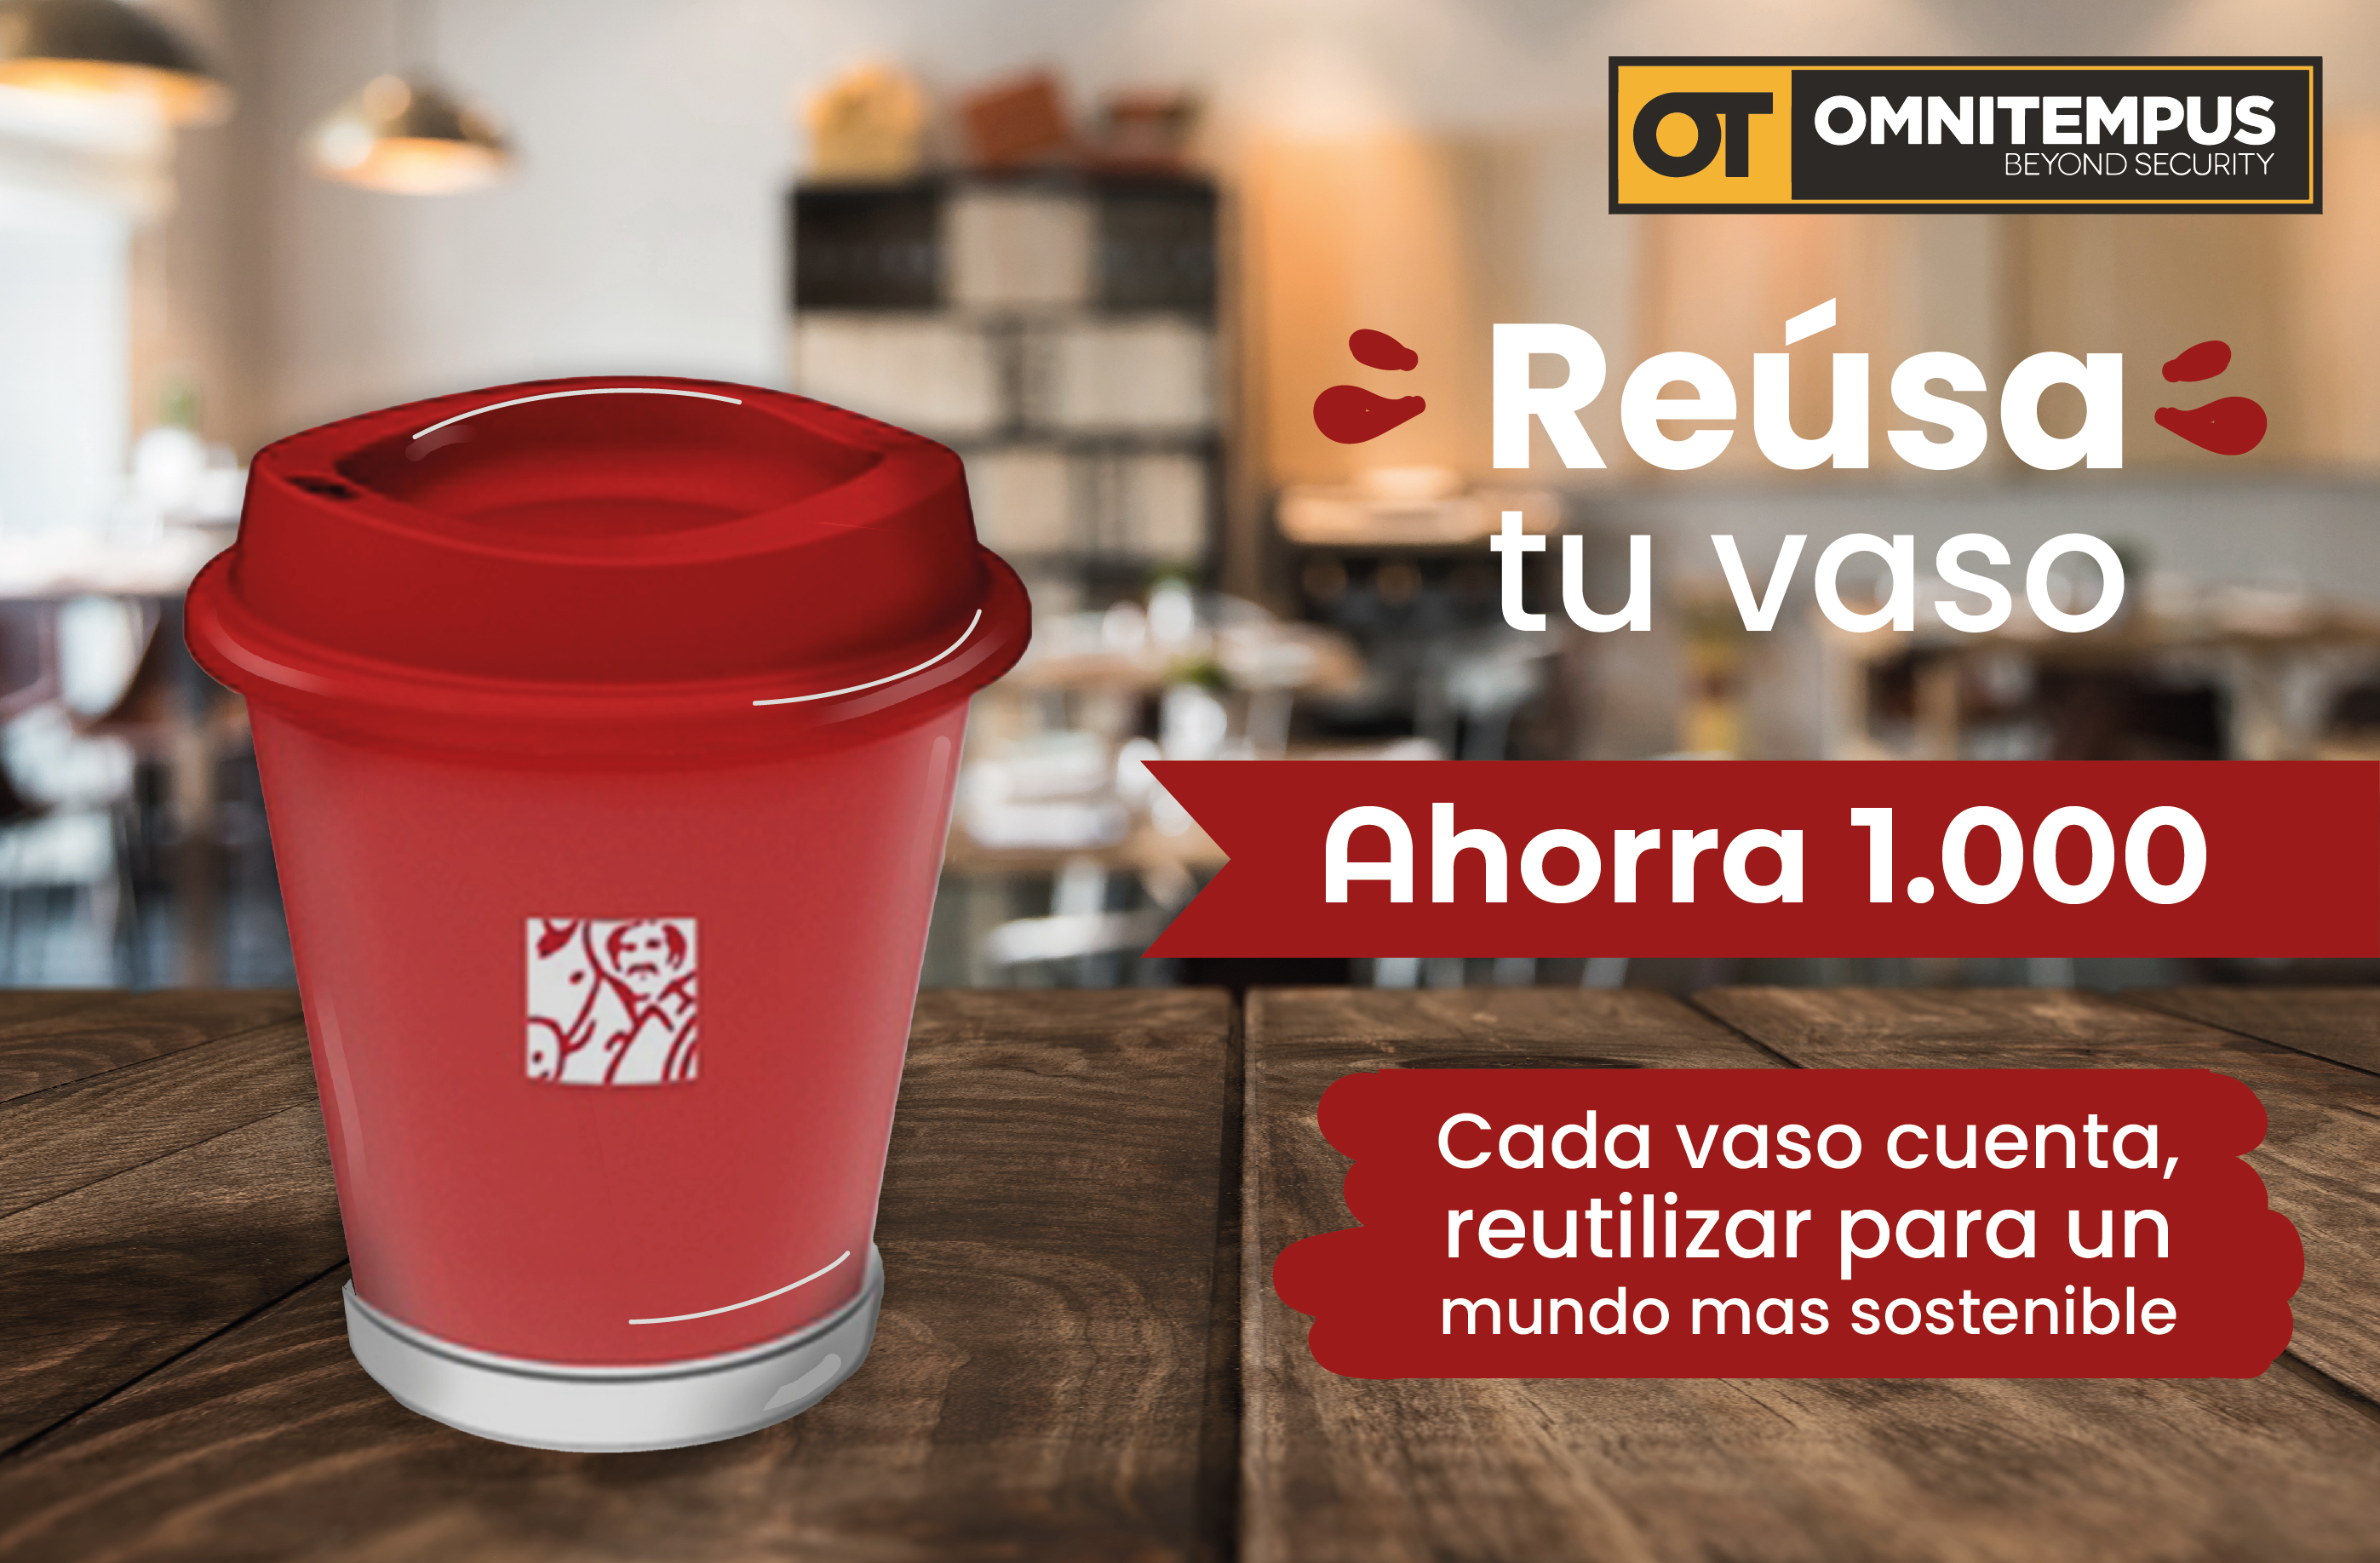 OT OMNITEMPUS
BEYOND SECURITY
Reúsa
tu vaso
Ahorra 1.000
Cada vaso cuenta,
reutilizar para un
mundo mas sostenible